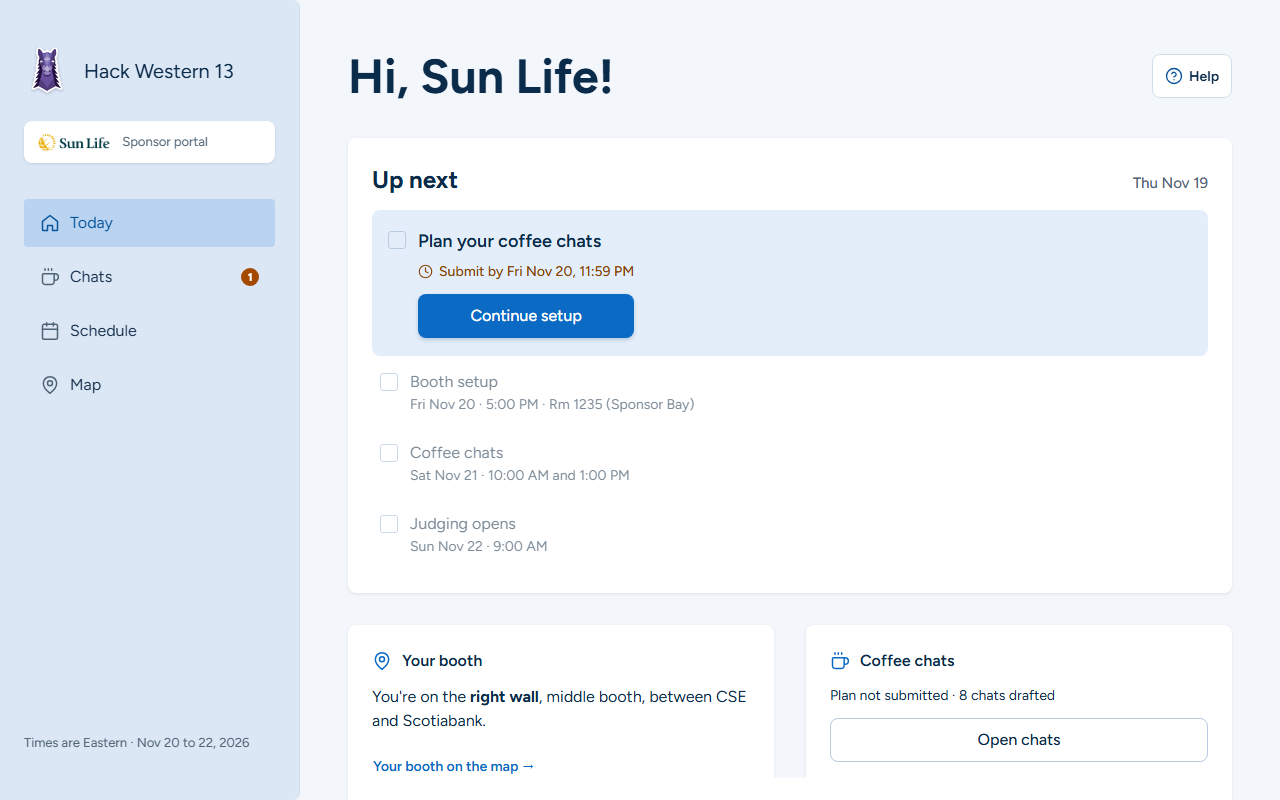 Hack Western 13
Sun Life Sponsor portal
Today
Chats 1
Schedule
Map
Times are Eastern · Nov 20 to 22, 2026
Hi, Sun Life!
Help
Up next
Thu Nov 19
Plan your coffee chats
Submit by Fri Nov 20, 11:59 PM
Continue setup
Booth setup
Fri Nov 20 · 5:00 PM · Rm 1235 (Sponsor Bay)
Coffee chats
Sat Nov 21 · 10:00 AM and 1:00 PM
Judging opens
Sun Nov 22 · 9:00 AM
Your booth
You're on the right wall, middle booth, between CSE
and Scotiabank.
Your booth on the map →
Coffee chats
Plan not submitted · 8 chats drafted
Open chats